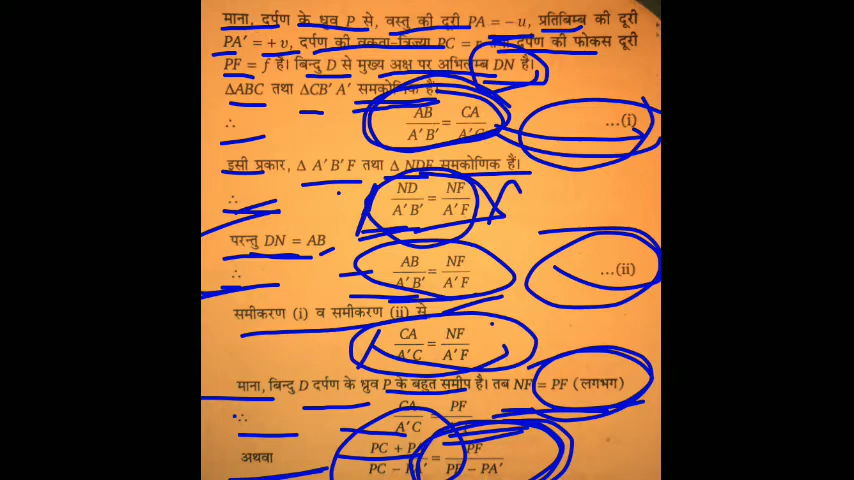 माना, दर्पण के ध्रुव P से, वस्तु की दूरी PA = – u, प्रतिबिम्ब की दूरी
PA′ = + v, दर्पण की वक्रता-त्रिज्या PC = दर्पण की फोकस दूरी
PF = f है। बिन्दु D से मुख्य अक्ष पर अभिलम्ब DN है।
ΔABC तथा ΔCB′ A′ समकोणिक हैं।
∴ AB/A′ B′ = CA/A′C ...(i)
इसी प्रकार, Δ A′B′F तथा Δ NDF समकोणिक हैं।
∴ ND/A′ B′ = NF/A′ F
परन्तु DN = AB
∴ AB/A′ B′ = NF/A′ F ...(ii)
समीकरण (i) व समीकरण (ii) से,
CA/A′C = NF/A′ F
माना, बिन्दु D दर्पण के ध्रुव P के बहुत समीप है। तब NF = PF (लगभग)
∴ CA/A′C = PF
अथवा PC + PA/PC – PA′ = PF/PF – PA′